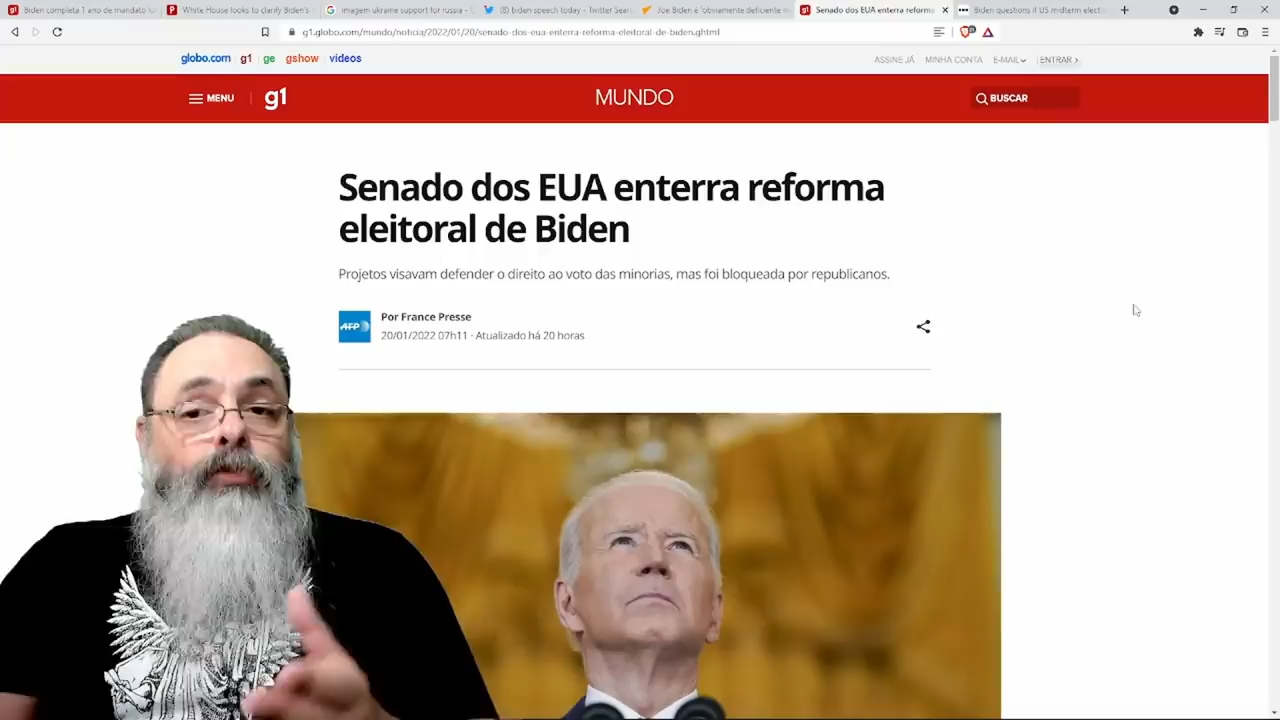 Biden completa 1 ano de mandato
White House looks to clarify Biden's
imagem ukraine support for russia -
(8) biden speech today - Twitter Sear
Joe Biden é 'obviamente deficiente m
Senado dos EUA enterra reforma
Biden questions if US midterm electi
g1.globo.com/mundo/noticia/2022/01/20/senado-dos-eua-enterra-reforma-eleitoral-de-biden.ghtml
globo.com g1 ge gshow vídeos
ASSINE JÁ MINHA CONTA E-MAIL ENTRAR ›
MENU g1 MUNDO BUSCAR
Senado dos EUA enterra reforma
eleitoral de Biden
Projetos visavam defender o direito ao voto das minorias, mas foi bloqueada por republicanos.
AFP
Por France Presse
20/01/2022 07h11 · Atualizado há 20 horas